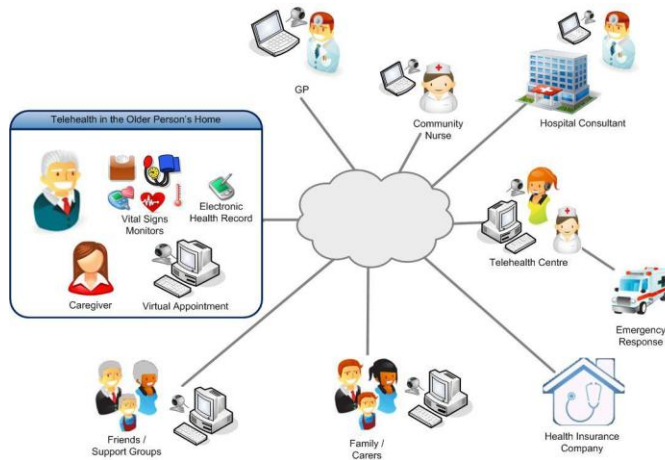 GP
Community
Nurse
Hospital Consultant
Telehealth in the Older Person's Home
Vital Signs
Monitors
Electronic
Health Record
Caregiver
Virtual Appointment
Telehealth Centre
Emergency
Response
Friends /
Support Groups
Family /
Carers
Health Insurance
Company